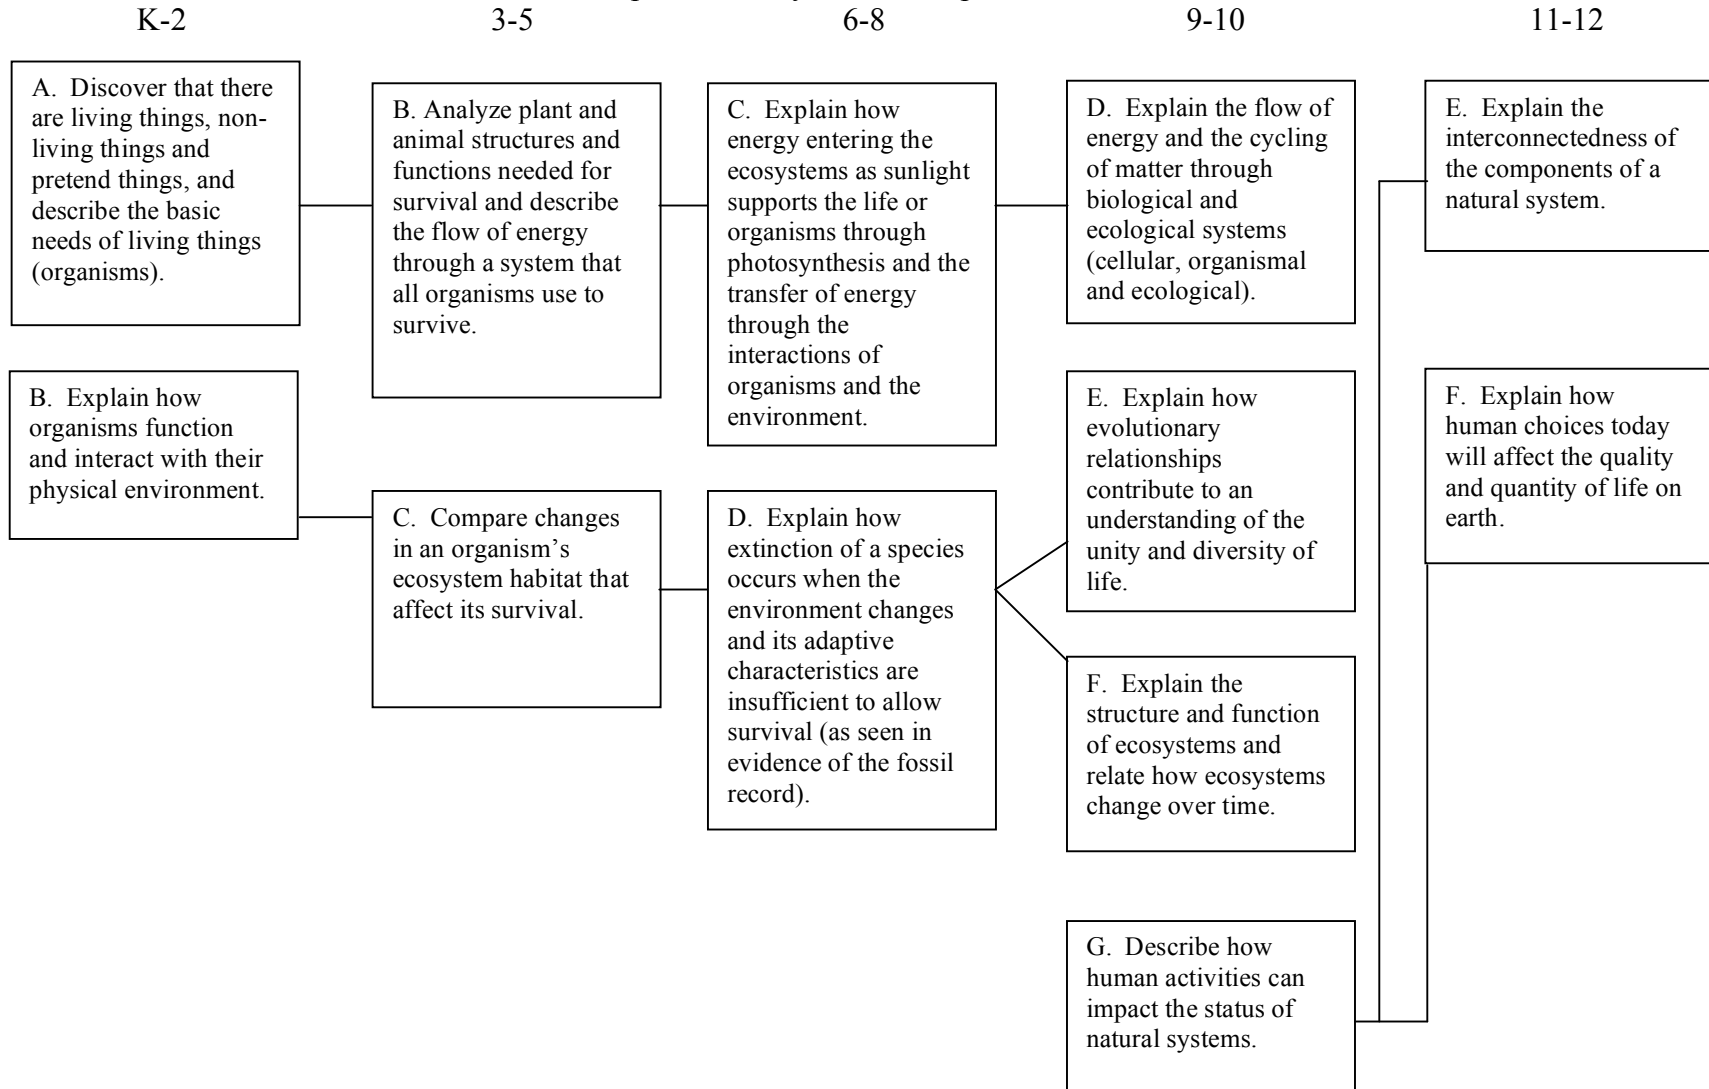 K-2
3-5
6-8
9-10
11-12
A. Discover that there
are living things, non-
living things and
pretend things, and
describe the basic
needs of living things
(organisms).
B. Explain how
organisms function
and interact with their
physical environment.
B. Analyze plant and
animal structures and
functions needed for
survival and describe
the flow of energy
through a system that
all organisms use to
survive.
C. Compare changes
in an organism’s
ecosystem habitat that
affect its survival.
C. Explain how
energy entering the
ecosystems as sunlight
supports the life or
organisms through
photosynthesis and the
transfer of energy
through the
interactions of
organisms and the
environment.
D. Explain how
extinction of a species
occurs when the
environment changes
and its adaptive
characteristics are
insufficient to allow
survival (as seen in
evidence of the fossil
record).
D. Explain the flow of
energy and the cycling
of matter through
biological and
ecological systems
(cellular, organismal
and ecological).
E. Explain how
evolutionary
relationships
contribute to an
understanding of the
unity and diversity of
life.
F. Explain the
structure and function
of ecosystems and
relate how ecosystems
change over time.
G. Describe how
human activities can
impact the status of
natural systems.
E. Explain the
interconnectedness of
the components of a
natural system.
F. Explain how
human choices today
will affect the quality
and quantity of life on
earth.